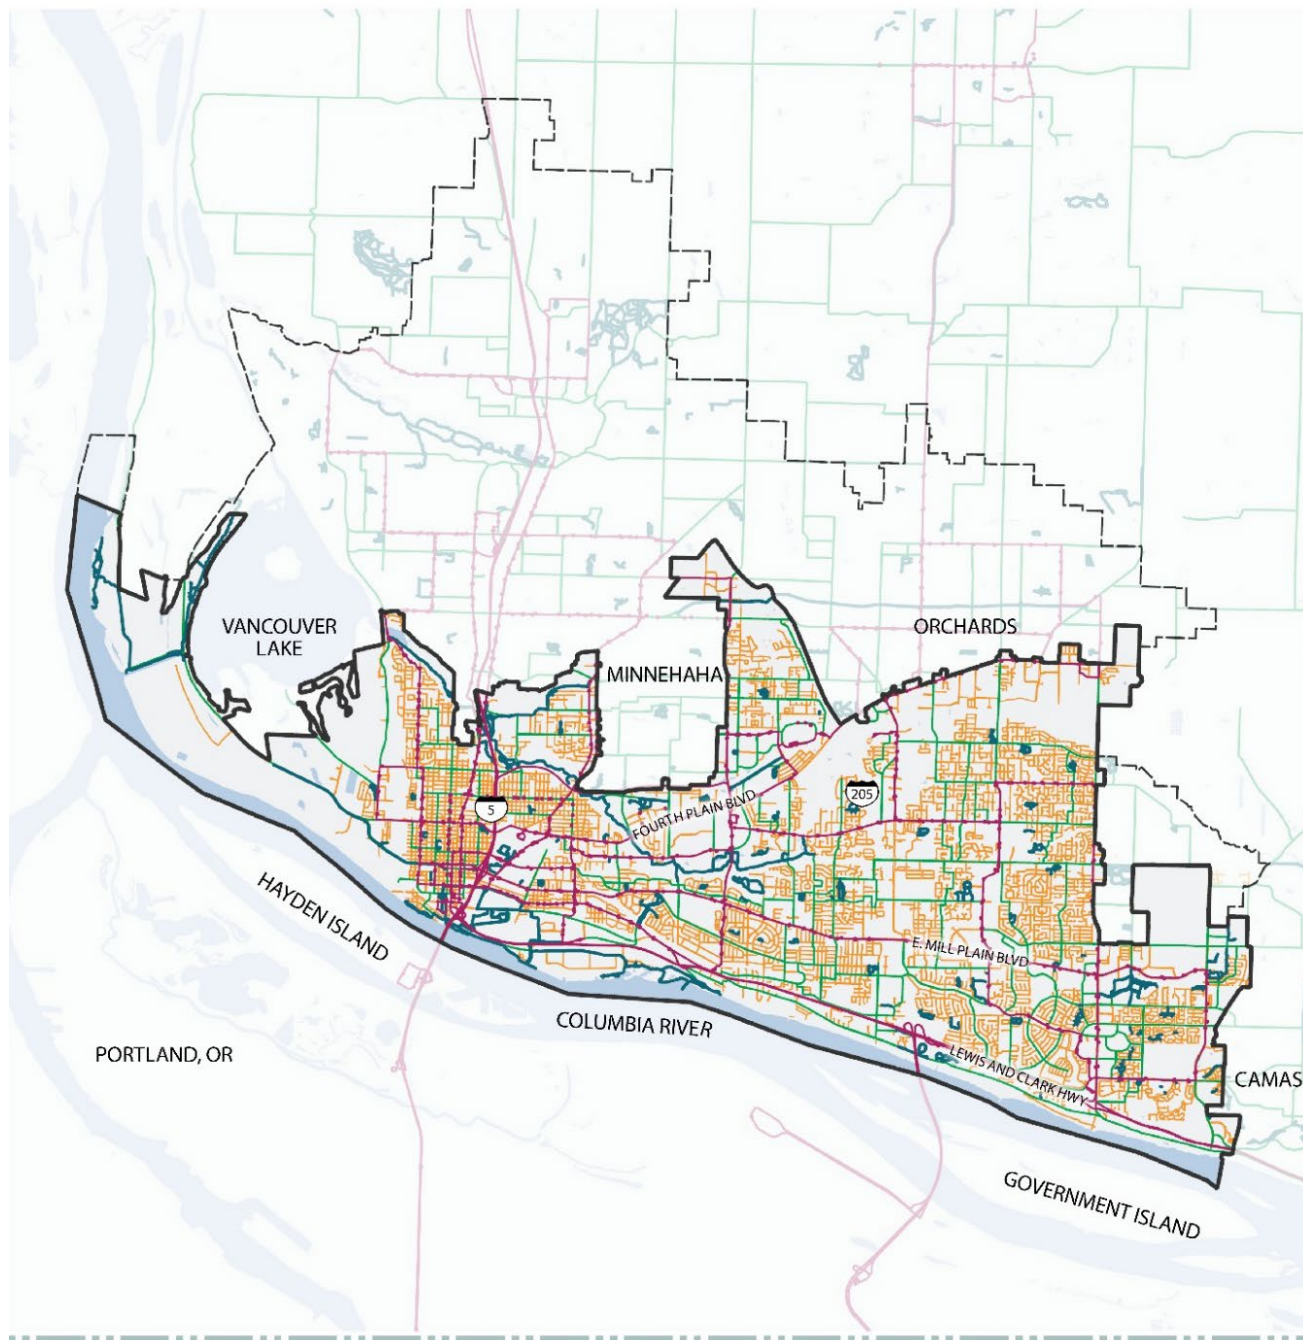 VANCOUVER
LAKE
ORCHARDS
MINNEHAHA
205
5
FOURTH PLAIN BLVD
HAYDEN ISLAND
E. MILL PLAIN BLVD
COLUMBIA RIVER
PORTLAND, OR
LEWIS AND CLARK HWY
CAMAS
GOVERNMENT ISLAND